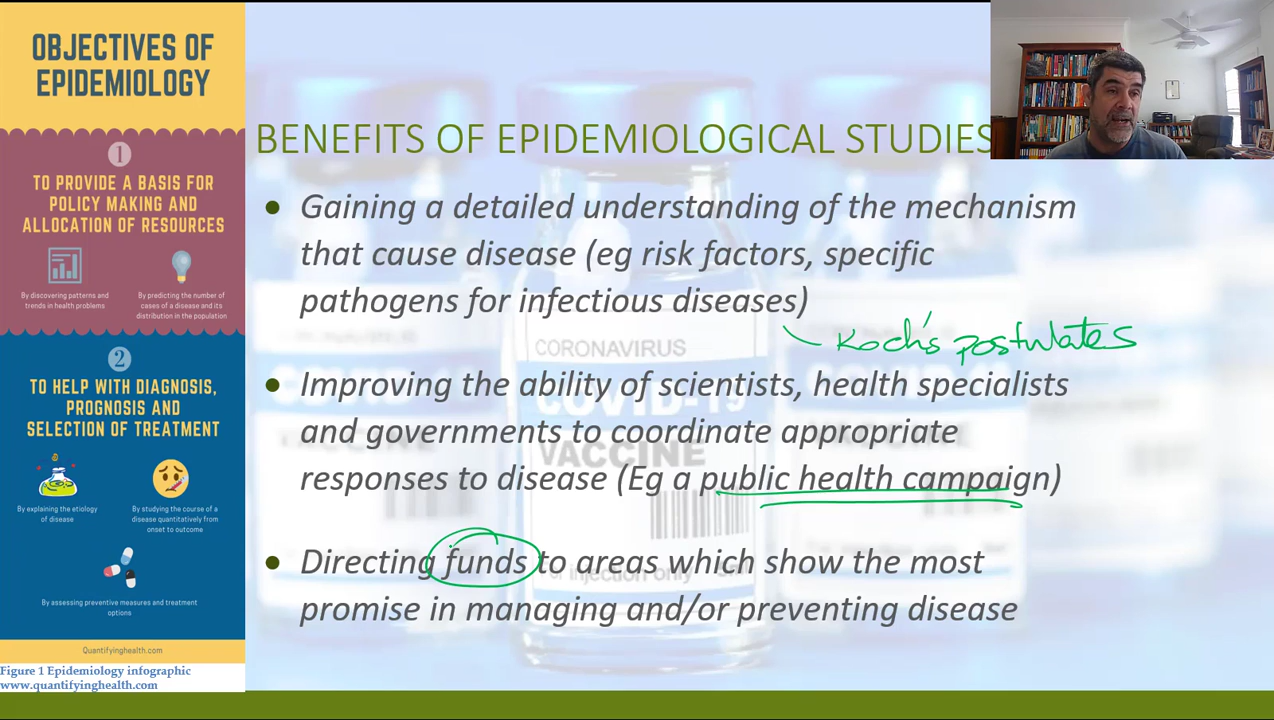 OBJECTIVES OF
EPIDEMIOLOGY
1
TO PROVIDE A BASIS FOR
POLICY MAKING AND
ALLOCATION OF RESOURCES
By discovering patterns and
trends in health problems
By predicting the number of
cases of a disease and its
distribution in the population
2
TO HELP WITH DIAGNOSIS,
PROGNOSIS AND
SELECTION OF TREATMENT
By explaining the etiology
of disease
By studying the course of a
disease quantitatively from
onset to outcome
By assessing preventive measures and treatment
options
Quantifyinghealth.com
Figure 1 Epidemiology infographic
www.quantifyinghealth.com
BENEFITS OF EPIDEMIOLOGICAL STUDIES
• Gaining a detailed understanding of the mechanism
that cause disease (eg risk factors, specific
pathogens for infectious diseases)
Koch's postulates
CORONAVIRUS
• Improving the ability of scientists, health specialists
COVID-19
and governments to coordinate appropriate
VACCINE
responses to disease (Eg a public health campaign)
• Directing funds to areas which show the most
for injection only
promise in managing and/or preventing disease